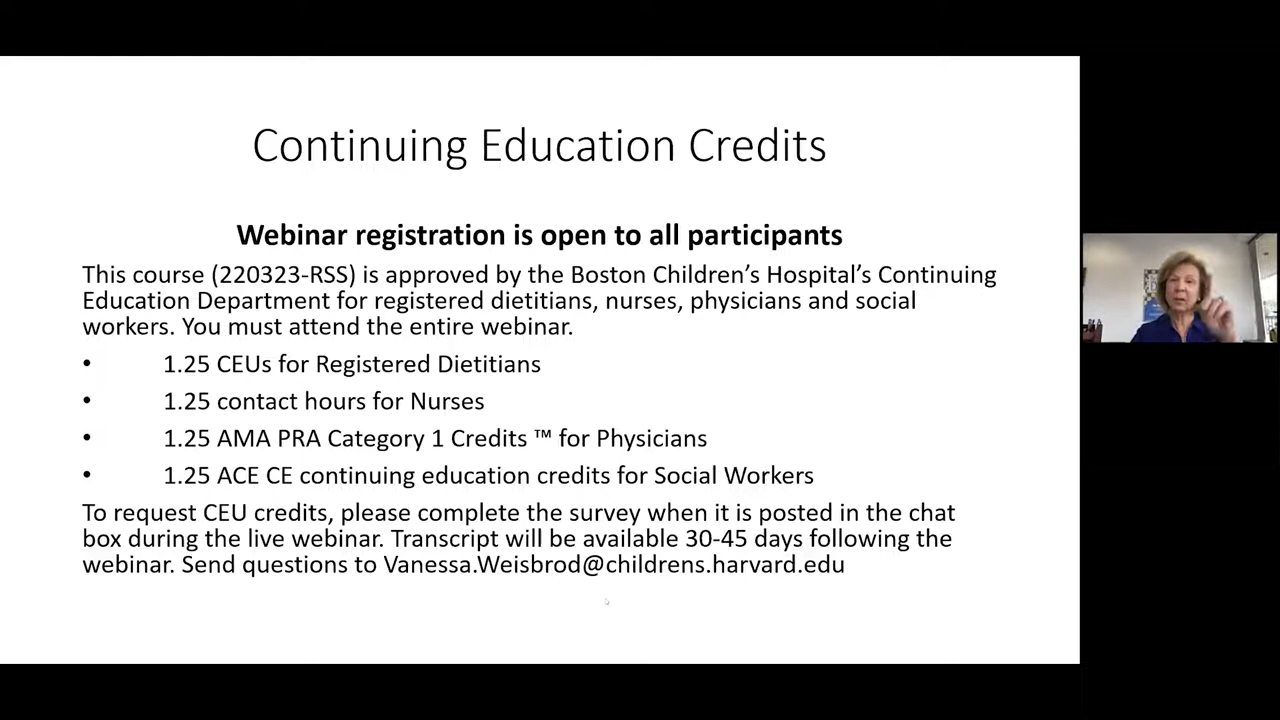 Continuing Education Credits
Webinar registration is open to all participants
This course (220323-RSS) is approved by the Boston Children’s Hospital’s Continuing
Education Department for registered dietitians, nurses, physicians and social
workers. You must attend the entire webinar.
• 1.25 CEUs for Registered Dietitians
• 1.25 contact hours for Nurses
• 1.25 AMA PRA Category 1 Credits ™ for Physicians
• 1.25 ACE CE continuing education credits for Social Workers
To request CEU credits, please complete the survey when it is posted in the chat
box during the live webinar. Transcript will be available 30-45 days following the
webinar. Send questions to Vanessa.Weisbrod@childrens.harvard.edu